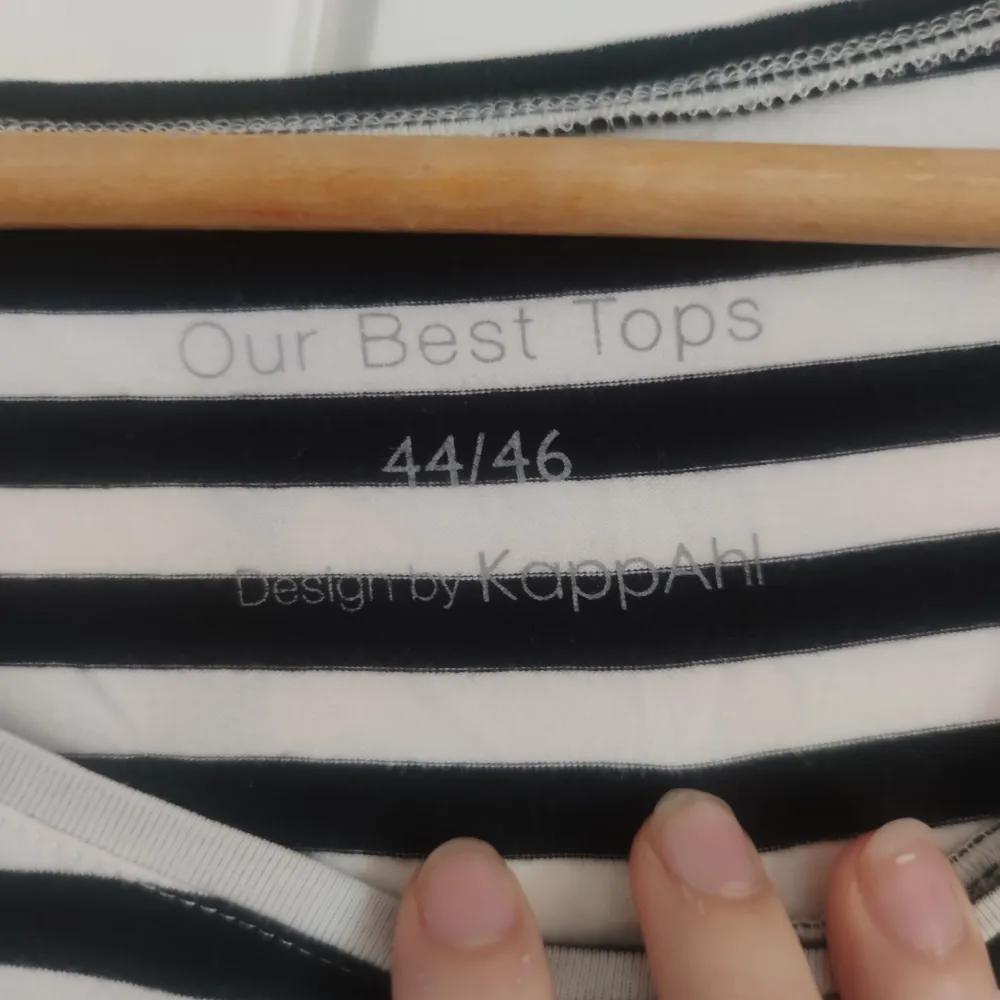 Our Best Tops
44/46
Design by KappAhl